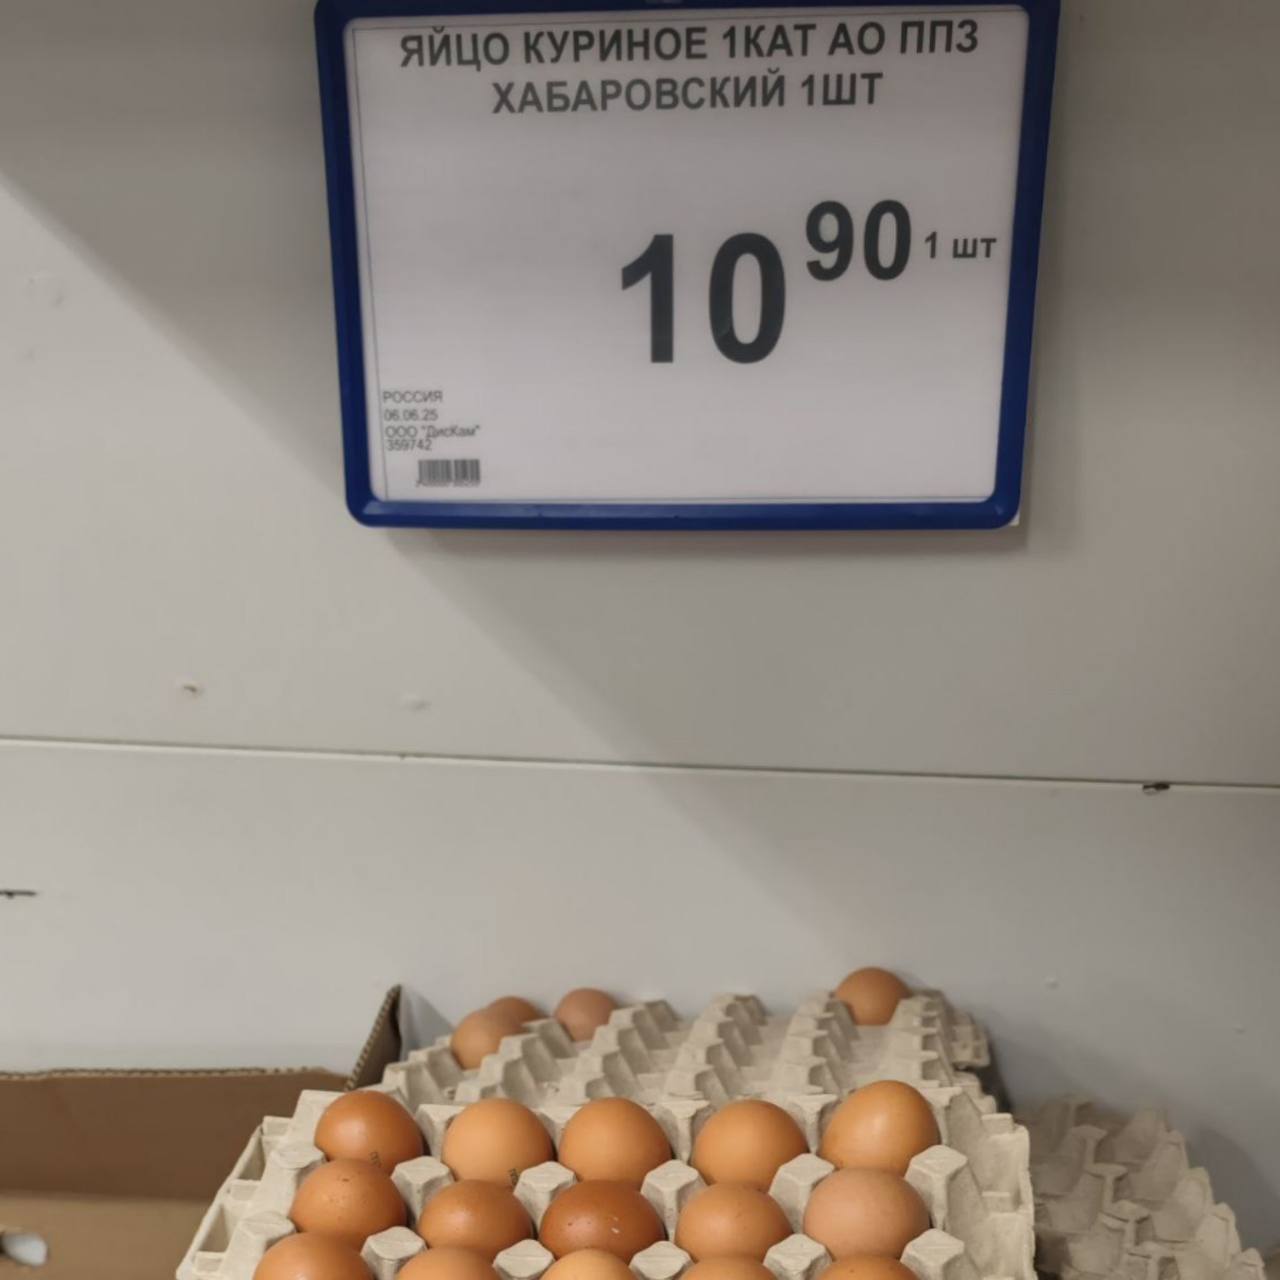 ЯЙЦО КУРИНОЕ 1КАТ АО ППЗ
ХАБАРОВСКИЙ 1ШТ
10 90 1 шт
РОССИЯ
06.06.25
ООО "ДисКам"
359742